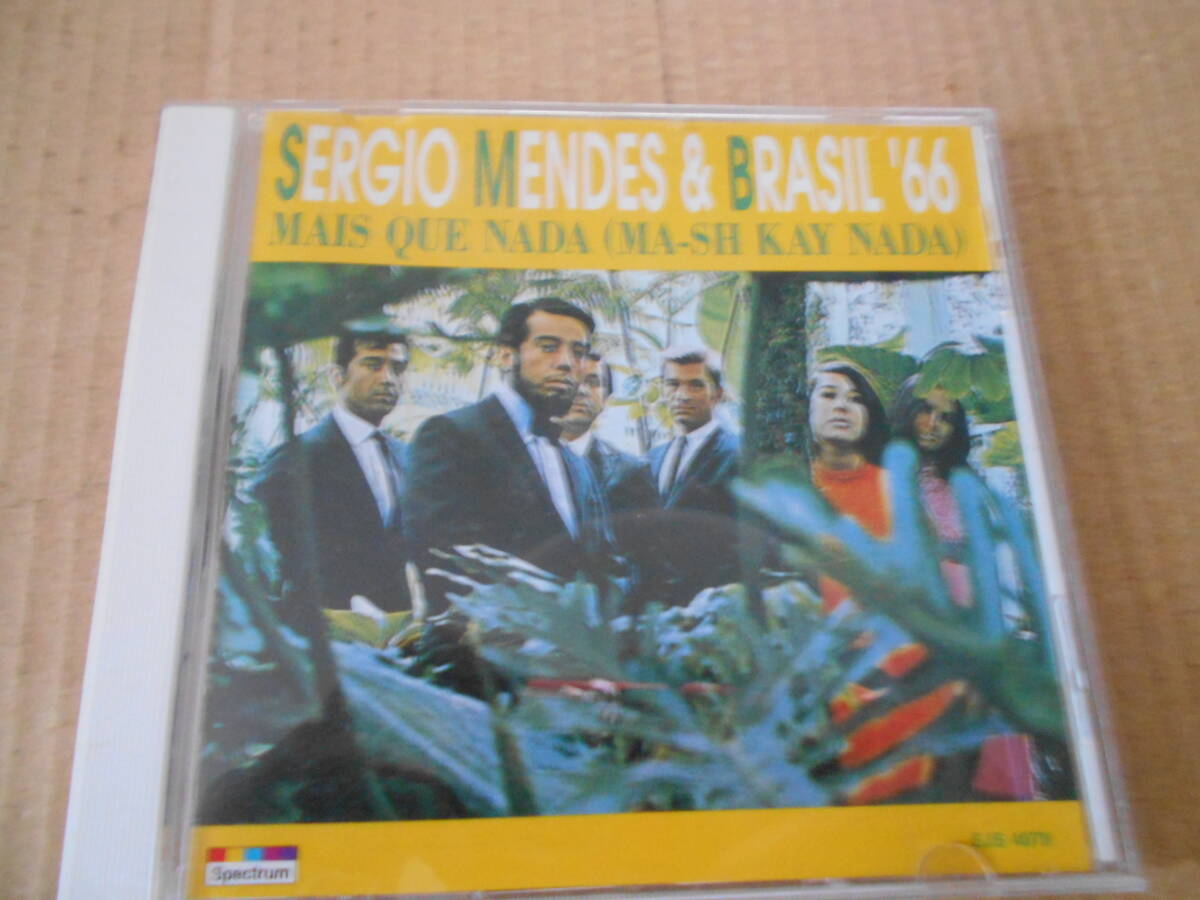 SERGIO MENDES & BRASIL '66
MAIS QUE NADA (MA-SH KAY NADA)
Spectrum